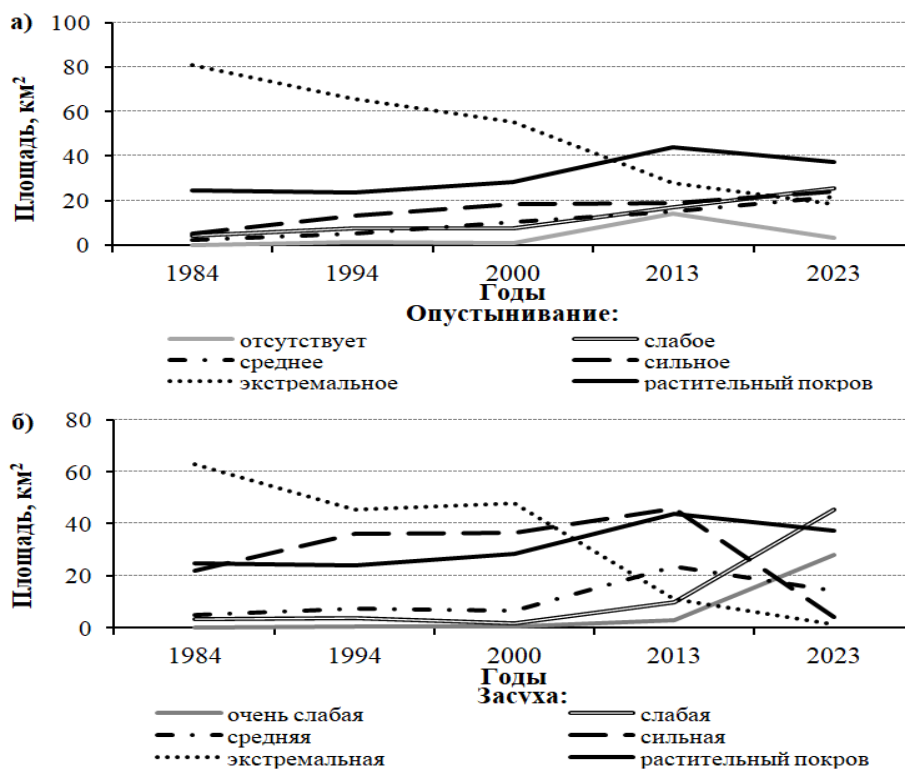 а)
Площадь, км²
100
80
60
40
20
0
1984 1994 2000 2013 2023
Годы
Опустынивание:
отсутствует слабое
среднее сильное
экстремальное растительный покров
б)
Площадь, км²
80
60
40
20
0
1984 1994 2000 2013 2023
Годы
Засуха:
очень слабая слабая
средняя сильная
экстремальная растительный покров